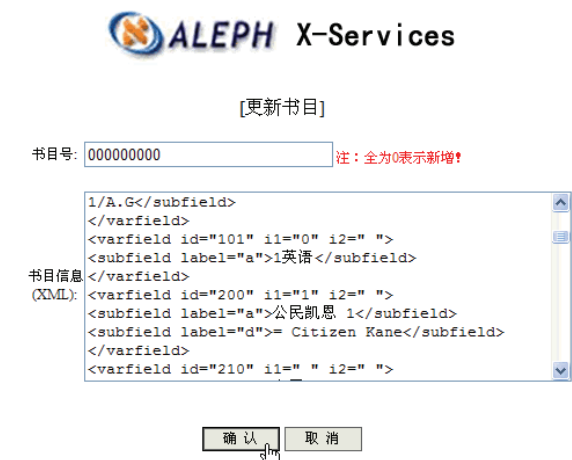 ALEPH X-Services
[更新书目]
书目号: 000000000 注：全为0表示新增!
书目信息(XML):
1/A.G</subfield>
</varfield>
<varfield id="101" i1="0" i2=" ">
<subfield label="a">1英语</subfield>
</varfield>
<varfield id="200" i1="1" i2=" ">
<subfield label="a">公民凯恩 1</subfield>
<subfield label="d">= Citizen Kane</subfield>
</varfield>
<varfield id="210" i1=" " i2=" ">
确 认 取 消